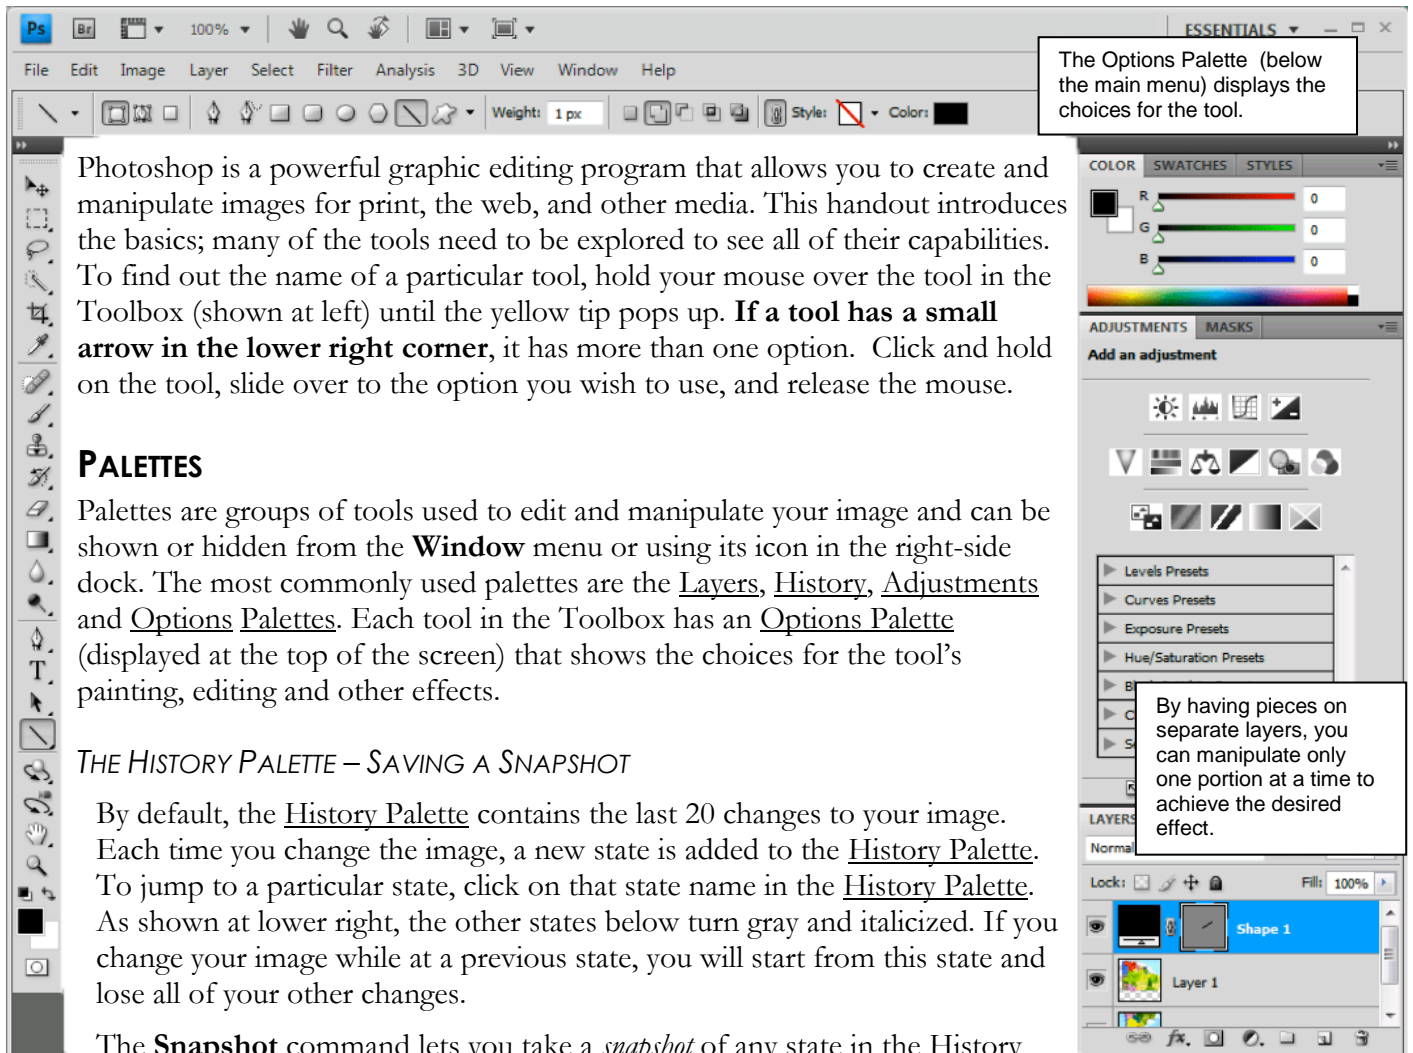 Ps Br 100% ESSENTIALS
File Edit Image Layer Select Filter Analysis 3D View Window Help
The Options Palette (below
the main menu) displays the
choices for the tool.
Weight: 1 px Style: Color:
Photoshop is a powerful graphic editing program that allows you to create and
manipulate images for print, the web, and other media. This handout introduces
the basics; many of the tools need to be explored to see all of their capabilities.
To find out the name of a particular tool, hold your mouse over the tool in the
Toolbox (shown at left) until the yellow tip pops up. If a tool has a small
arrow in the lower right corner, it has more than one option. Click and hold
on the tool, slide over to the option you wish to use, and release the mouse.
PALETTES
Palettes are groups of tools used to edit and manipulate your image and can be
shown or hidden from the Window menu or using its icon in the right-side
dock. The most commonly used palettes are the Layers, History, Adjustments
and Options Palettes. Each tool in the Toolbox has an Options Palette
(displayed at the top of the screen) that shows the choices for the tool's
painting, editing and other effects.
THE HISTORY PALETTE – SAVING A SNAPSHOT
By default, the History Palette contains the last 20 changes to your image.
Each time you change the image, a new state is added to the History Palette.
To jump to a particular state, click on that state name in the History Palette.
As shown at lower right, the other states below turn gray and italicized. If you
change your image while at a previous state, you will start from this state and
lose all of your other changes.
The Snapshot command lets you take a snapshot of any state in the History
COLOR SWATCHES STYLES
R 0
G 0
B 0
ADJUSTMENTS MASKS
Add an adjustment
Levels Presets
Curves Presets
Exposure Presets
Hue/Saturation Presets
By having pieces on
separate layers, you
can manipulate only
one portion at a time to
achieve the desired
effect.
LAYERS
Normal
Lock: Fill: 100%
Shape 1
Layer 1
fx.